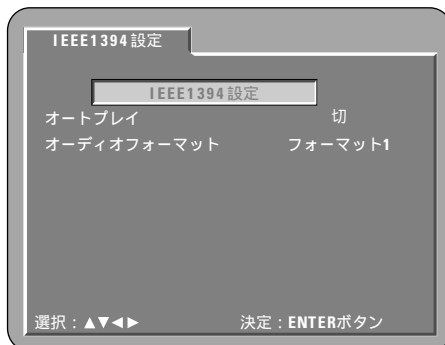 IEEE1394設定
IEEE1394設定
オートプレイ 切
オーディオフォーマット フォーマット1
選択：▲▼◀▶ 決定：ENTERボタン